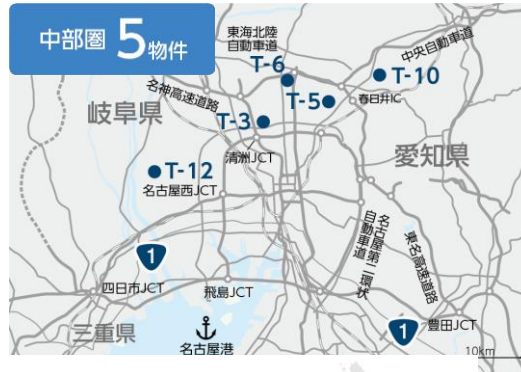 中部圏 5物件
東海北陸
自動車道
中央自動車道
T-6
T-10
名神高速道路
T-5
春日井IC
岐阜県
T-3
清洲JCT
愛知県
T-12
名古屋西JCT
名古屋第二環状
自動車道
東名高速道路
1
四日市JCT
飛島JCT
三重県
名古屋港
1
豊田JCT
10km